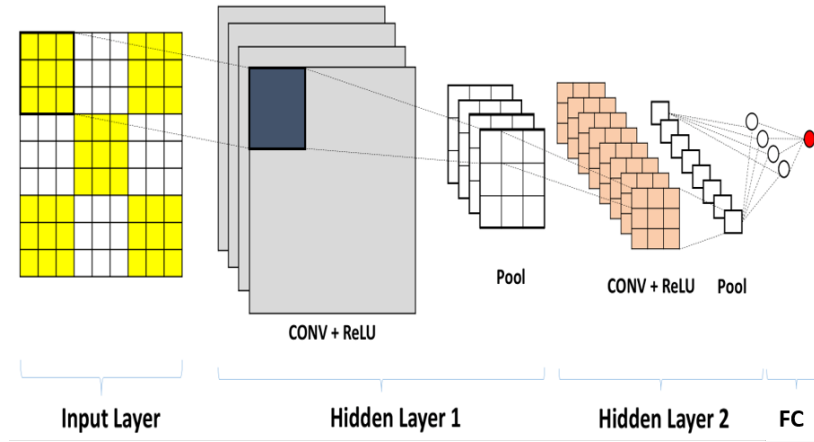 Pool
CONV + ReLU
Pool
CONV + ReLU
Input Layer
Hidden Layer 1
Hidden Layer 2
FC